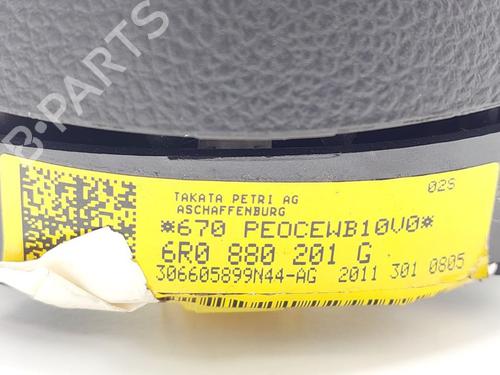 B-PARTS
TAKATA PETRI AG
ASCHAFFENBURG
02S
*670 PEOCEWB10V0*
6R0 880 201 G
306605899N44-AG 2011 301 0805